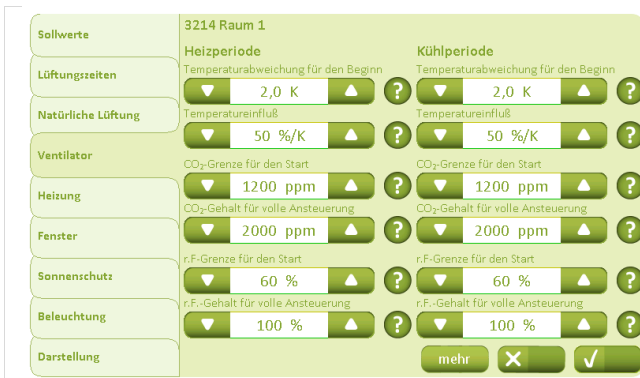 3214 Raum 1
Sollwerte
Lüftungszeiten
Natürliche Lüftung
Ventilator
Heizung
Fenster
Sonnenschutz
Beleuchtung
Darstellung
Heizperiode
Temperaturabweichung für den Beginn
2,0 K ?
Temperatureinfluß
50 %/K ?
CO₂-Grenze für den Start
1200 ppm ?
CO₂-Gehalt für volle Ansteuerung
2000 ppm ?
r.F-Grenze für den Start
60 % ?
r.F.-Gehalt für volle Ansteuerung
100 % ?
Kühlperiode
Temperaturabweichung für den Beginn
2,0 K ?
Temperatureinfluß
50 %/K ?
CO₂-Grenze für den Start
1200 ppm ?
CO₂-Gehalt für volle Ansteuerung
2000 ppm ?
r.F-Grenze für den Start
60 % ?
r.F.-Gehalt für volle Ansteuerung
100 % ?
mehr